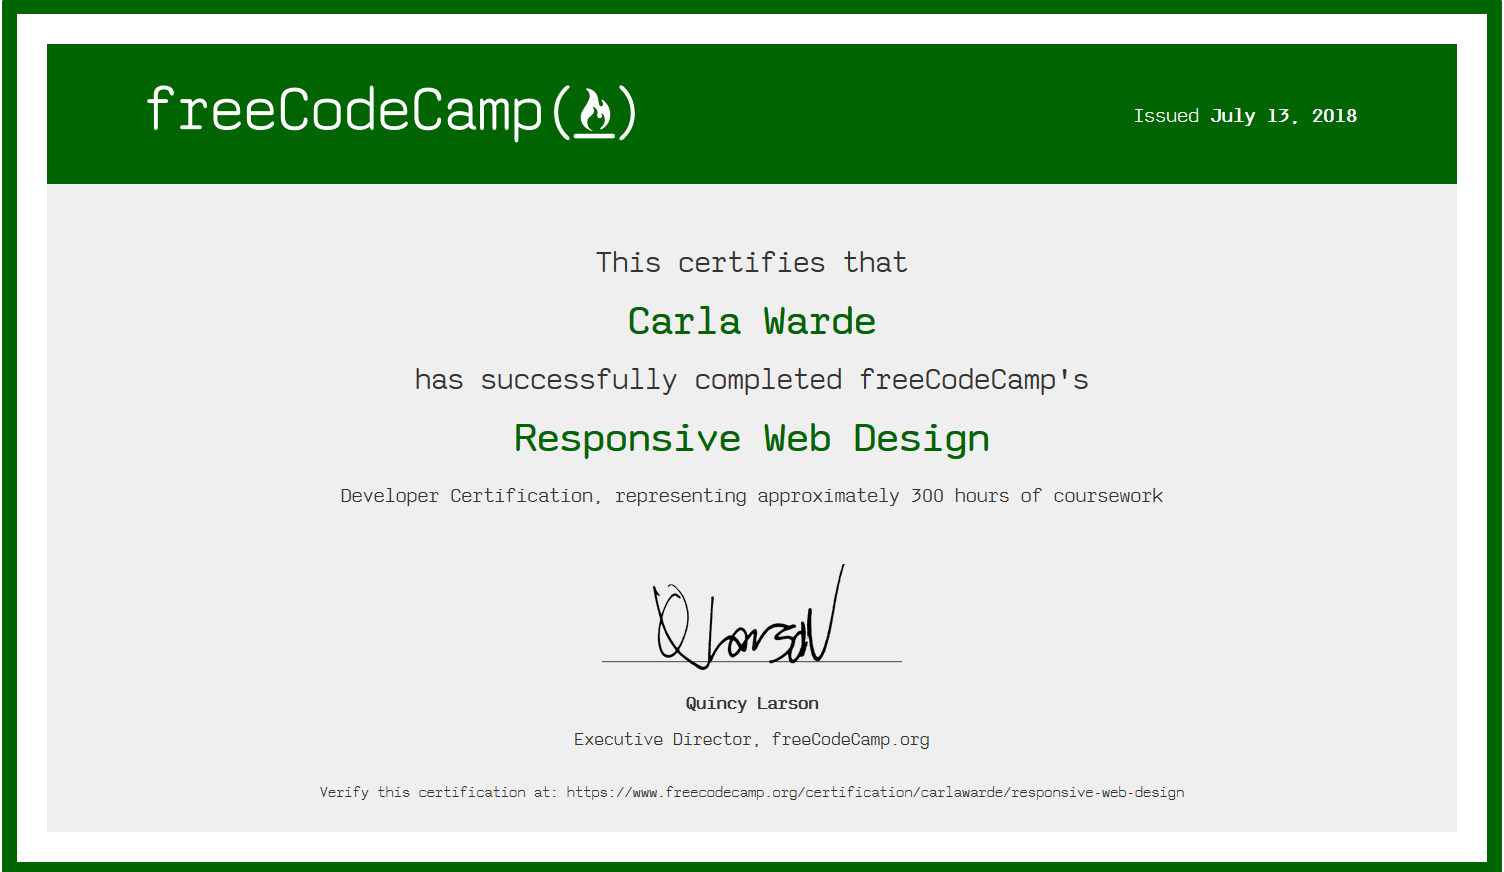 freeCodeCamp(🔥)
Issued July 13, 2018
This certifies that
Carla Warde
has successfully completed freeCodeCamp's
Responsive Web Design
Developer Certification, representing approximately 300 hours of coursework
QLarson
Quincy Larson
Executive Director, freeCodeCamp.org
Verify this certification at: https://www.freecodecamp.org/certification/carlawarde/responsive-web-design